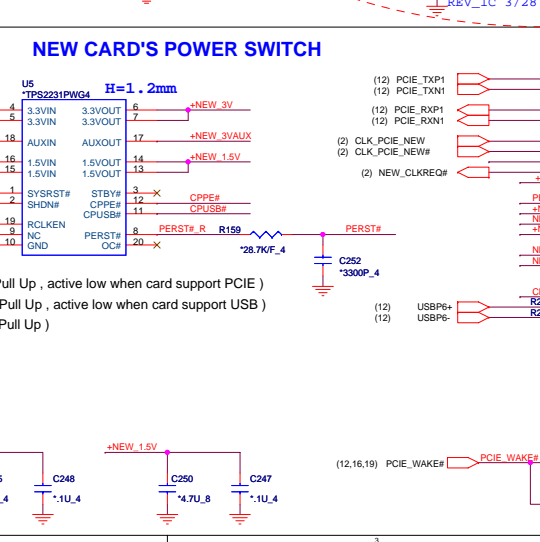 REV_1C 3/28
NEW CARD'S POWER SWITCH
U5
*TPS2231PWG4
H=1.2mm
4 3.3VIN 3.3VOUT 6 +NEW_3V
5 3.3VIN 3.3VOUT 7
18 AUXIN AUXOUT 17 +NEW_3VAUX
16 1.5VIN 1.5VOUT 14 +NEW_1.5V
15 1.5VIN 1.5VOUT 13
1 SYSRST# STBY# 3
2 SHDN# CPPE# 12 CPPE#
CPUSB# 11 CPUSB#
19 RCLKEN
9 NC PERST# 8 PERST#_R R159 PERST#
10 GND OC# 20
*28.7K/F_4
C252
*3300P_4
(12) PCIE_TXP1
(12) PCIE_TXN1
(12) PCIE_RXP1
(12) PCIE_RXN1
(2) CLK_PCIE_NEW
(2) CLK_PCIE_NEW#
(2) NEW_CLKREQ#
Pull Up , active low when card support PCIE )
Pull Up , active low when card support USB )
Pull Up )
(12) USBP6+
(12) USBP6-
+NEW_1.5V
C248
*.1U_4
C250
*4.7U_8
C247
*.1U_4
(12,16,19) PCIE_WAKE# PCIE_WAKE#
3